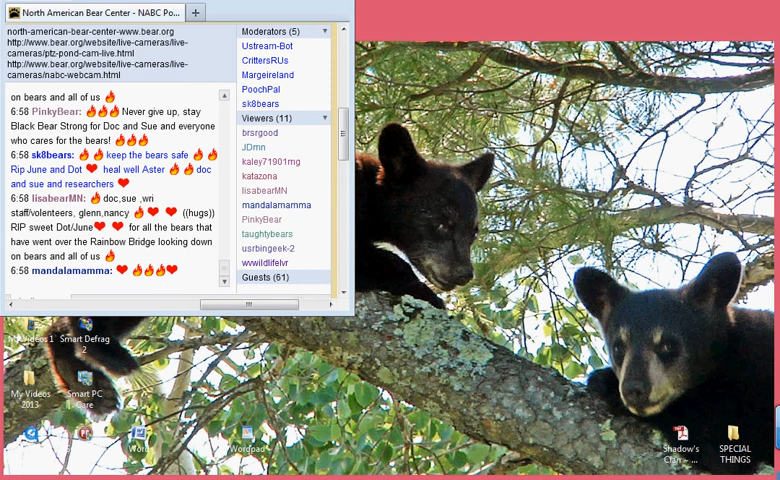 North American Bear Center - NABC Po...
north-american-bear-center-www.bear.org
http://www.bear.org/website/live-cameras/live-
cameras/ptz-pond-cam-live.html
http://www.bear.org/website/live-cameras/live-
cameras/nabc-webcam.html
on bears and all of us 🔥
6:58 PinkyBear: 🔥🔥🔥 Never give up, stay
Black Bear Strong for Doc and Sue and everyone
who cares for the bears! 🔥🔥🔥
6:58 sk8bears: 🔥 🔥 keep the bears safe 🔥 🔥
Rip June and Dot ❤ heal well Aster 🔥 🔥 doc
and sue and researchers ❤
6:58 lisabearMN: 🔥 doc,sue ,wri
staff/volenteers, glenn,nancy 🔥❤ ❤ ((hugs))
RIP sweet Dot/June❤ ❤ for all the bears that
have went over the Rainbow Bridge looking down
on bears and all of us 🔥
6:58 mandalamamma: ❤ 🔥🔥🔥❤
Moderators (5)
Ustream-Bot
CrittersRUs
Margeireland
PoochPal
sk8bears
Viewers (11)
brsrgood
JDrnn
kaley71901mg
katazona
lisabearMN
mandalamamma
PinkyBear
taughtybears
usrbingeek-2
wwildlifelvr
Guests (61)
My Videos 1
Smart Defrag
2
My Videos
2013
Smart PC
Care
Word
Wordpad
Shadow's
Clan ~ ...
SPECIAL
THINGS